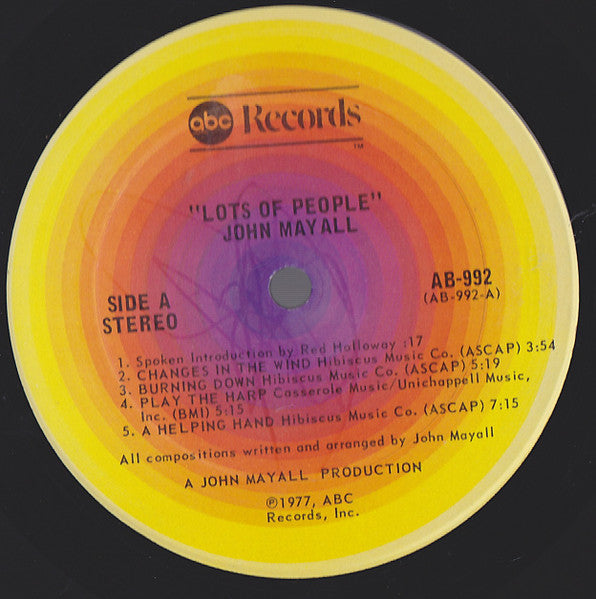 abc Records
TM
"LOTS OF PEOPLE"
JOHN MAYALL
SIDE A
STEREO
AB-992
(AB-992-A)
1. Spoken Introduction by Red Holloway :17
2. CHANGES IN THE WIND Hibiscus Music Co. (ASCAP) 3:54
3. BURNING DOWN Hibiscus Music Co. (ASCAP) 5:19
4. PLAY THE HARP Casserole Music/Unichappell Music,
Inc. (BMI) 5:15
5. A HELPING HAND Hibiscus Music Co. (ASCAP) 7:15
All compositions written and arranged by John Mayall
A JOHN MAYALL PRODUCTION
℗1977, ABC
Records, Inc.